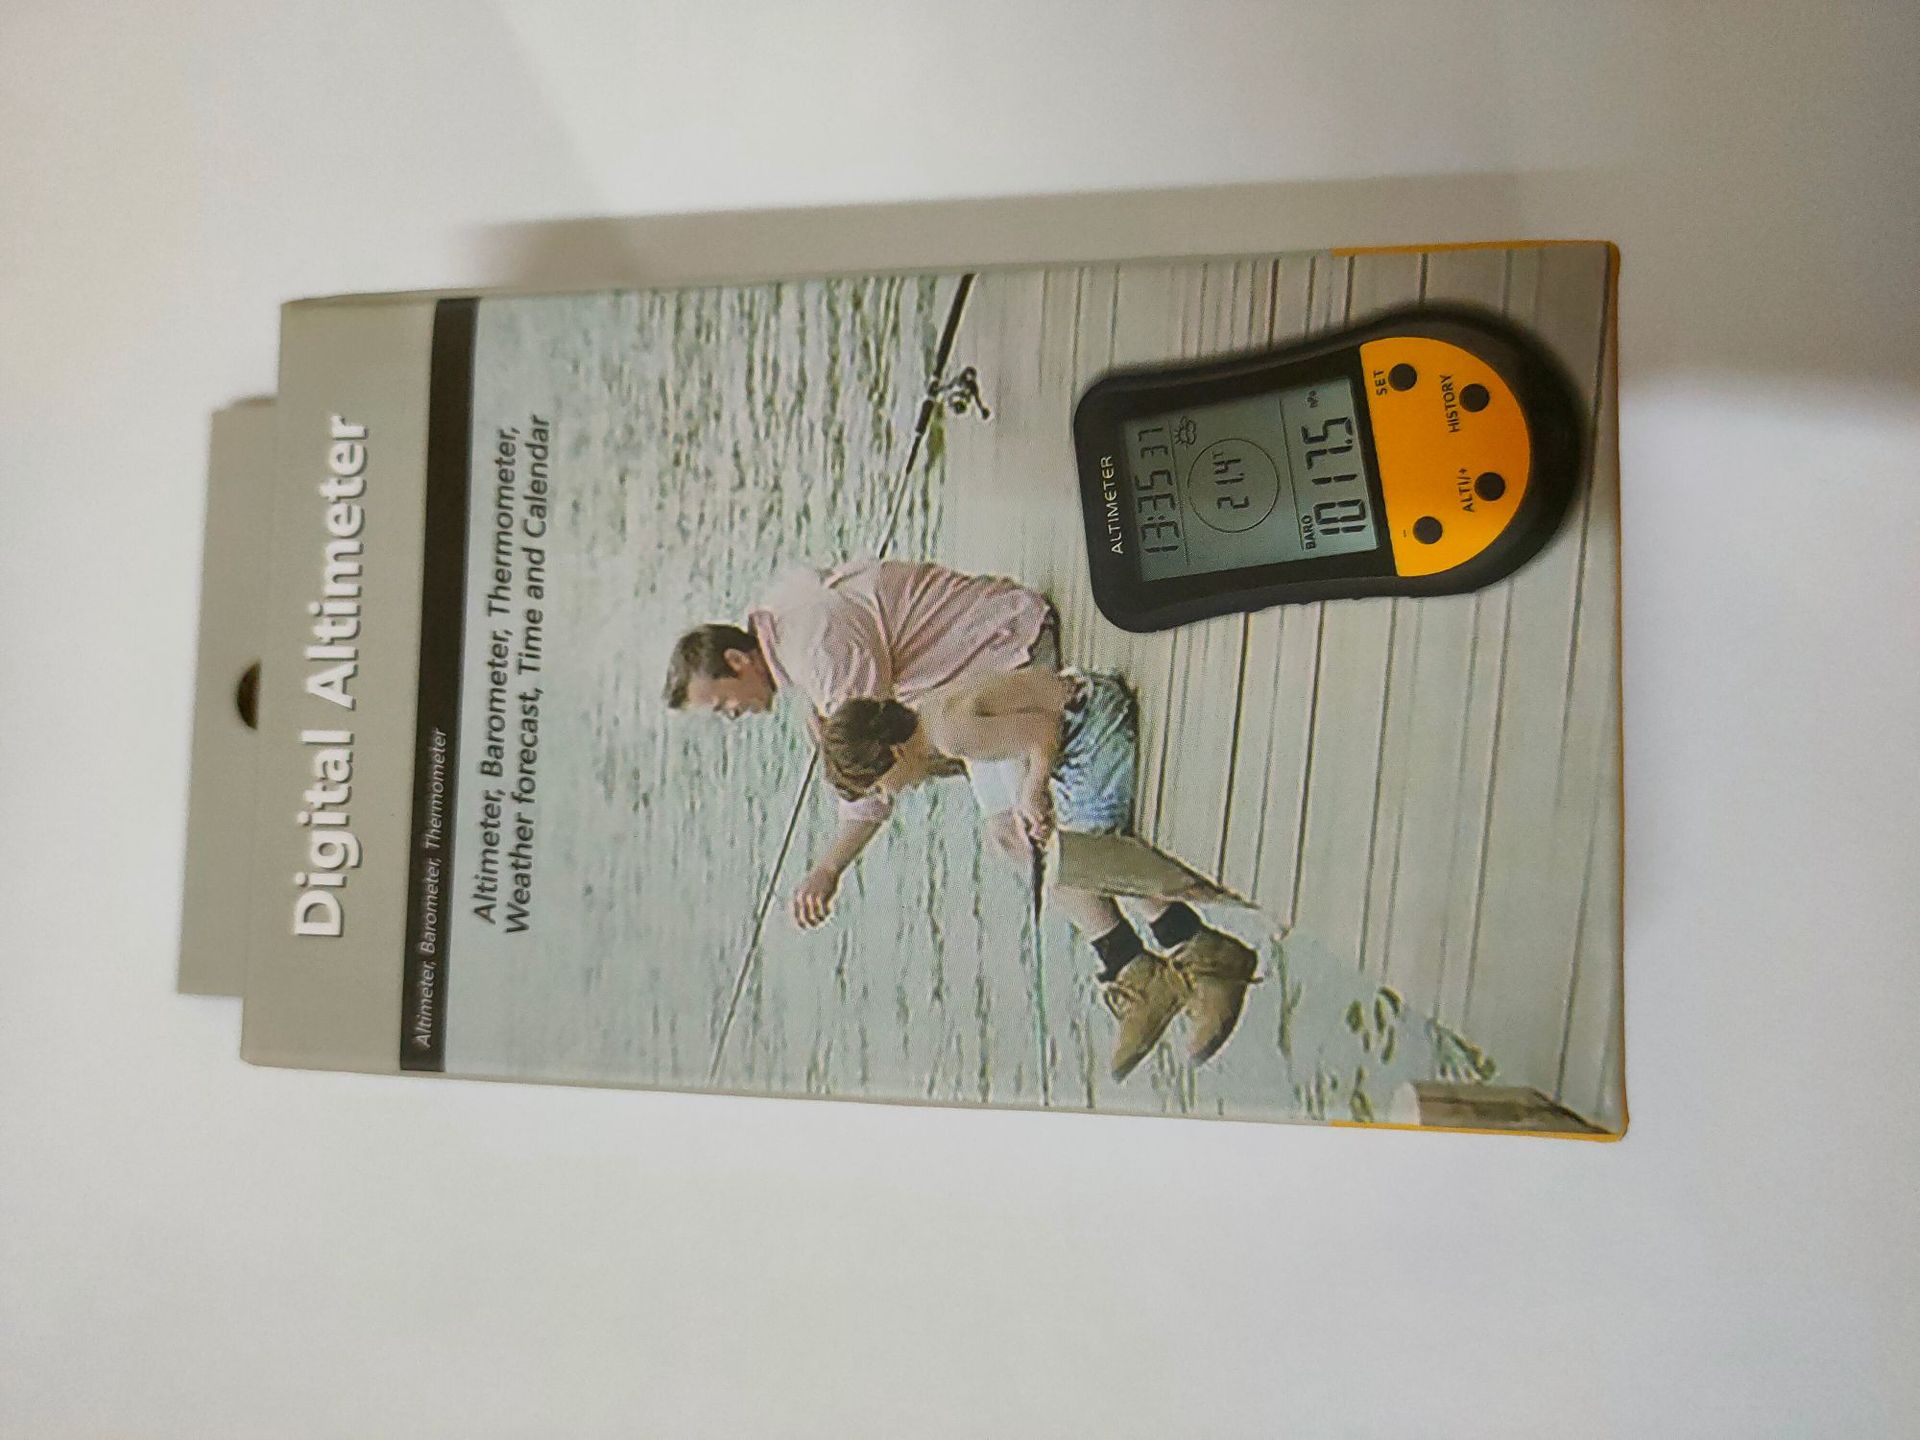 Digital Altimeter
Altimeter, Barometer, Thermometer
Altimeter, Barometer, Thermometer,
Weather forecast, Time and Calendar
ALTIMETER
13:35 37
21.4
BARO
1017.5 hPa
- SET
ALTI/+ HISTORY